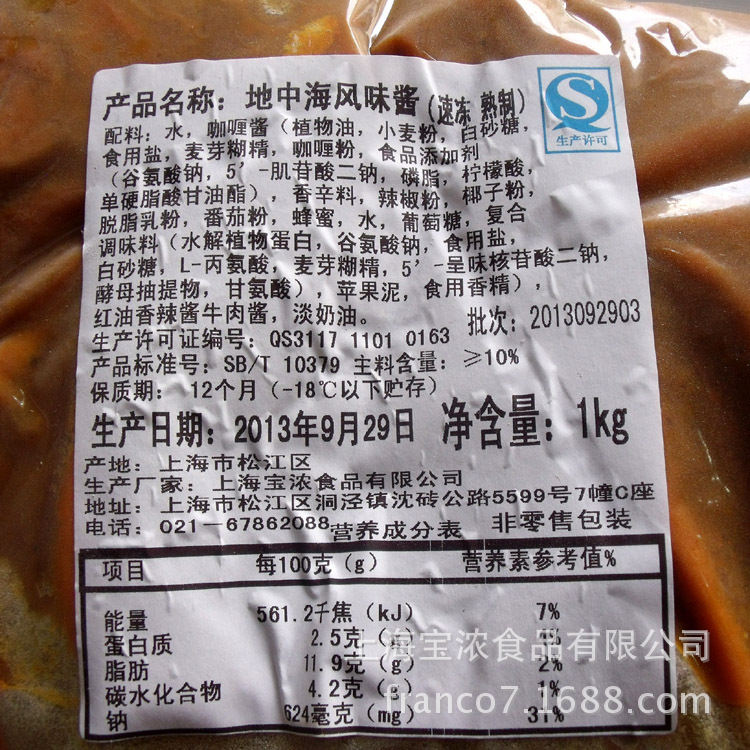 产品名称：地中海风味酱(速冻 熟制)
生产许可
配料：水，咖喱酱（植物油，小麦粉，白砂糖，
食用盐，麦芽糊精，咖喱粉，食品添加剂
（谷氨酸钠，5′-肌苷酸二钠，磷脂，柠檬酸，
单硬脂酸甘油酯），香辛料，辣椒粉，椰子粉，
脱脂乳粉，番茄粉，蜂蜜，水，葡萄糖，复合
调味料（水解植物蛋白，谷氨酸钠，食用盐，
白砂糖，L-丙氨酸，麦芽糊精，5′-呈味核苷酸二钠，
酵母抽提物，甘氨酸），苹果泥，食用香精），
红油香辣酱牛肉酱，淡奶油。
批次：2013092903
生产许可证编号：QS3117 1101 0163
产品标准号：SB/T 10379 主料含量：≥10%
保质期： 12个月（-18℃以下贮存）
生产日期：2013年9月29日 净含量：1kg
产地：上海市松江区
生产厂家：上海宝浓食品有限公司
地址：上海市松江区洞泾镇沈砖公路5599号7幢C座
电话：021-67862088 营养成分表 非零售包装
项目 每100克（g） 营养素参考值%
能量 561.2千焦（kJ） 7%
蛋白质 2.5克（g）
脂肪 11.9克（g） 2%
碳水化合物 4.2克（g） 1%
钠 624毫克（mg） 31%
上海宝浓食品有限公司
fianco7.1688.com